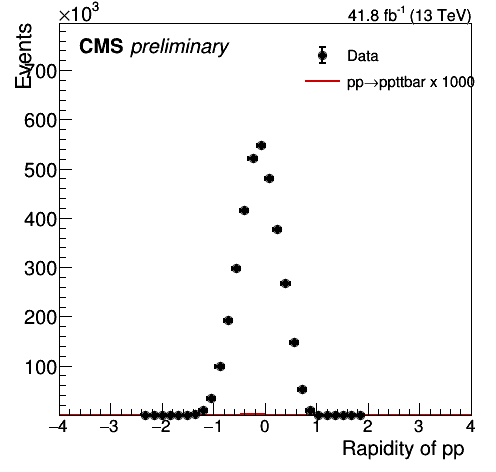 ×10³
41.8 fb⁻¹ (13 TeV)
CMS preliminary
Data
pp→ppttbar x 1000
Events
700
600
500
400
300
200
100
−4 −3 −2 −1 0 1 2 3 4
Rapidity of pp